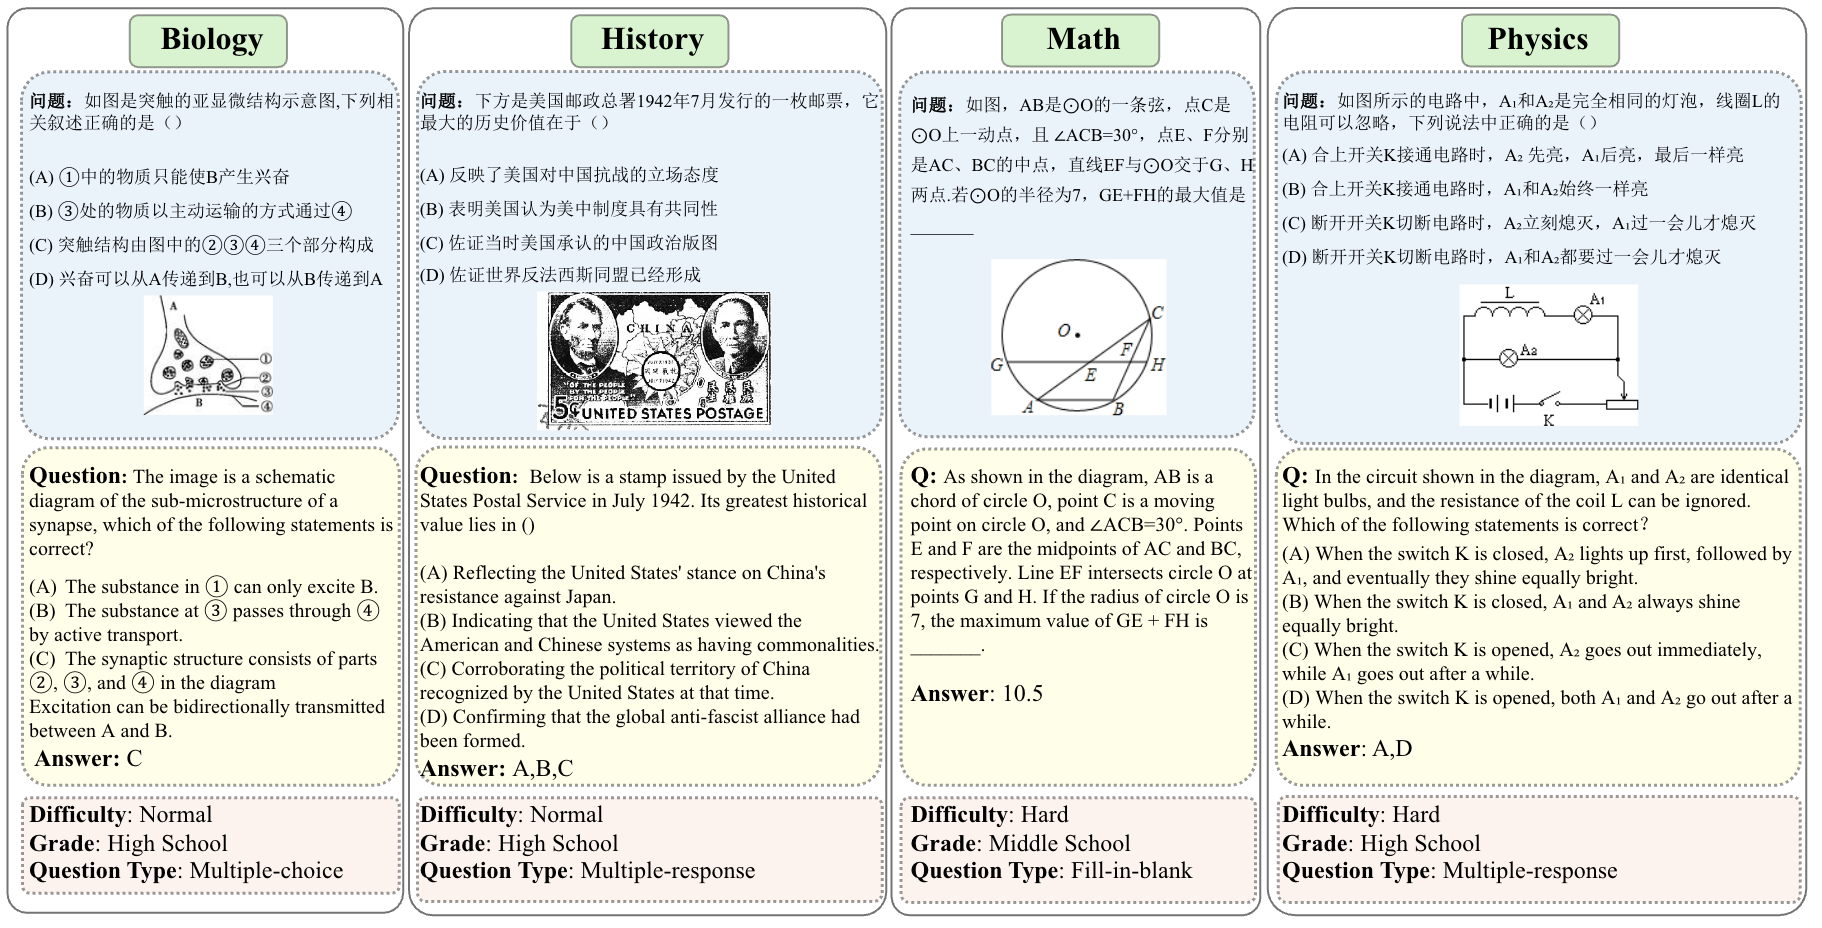 Biology
问题：如图是突触的亚显微结构示意图,下列相
关叙述正确的是（）
(A) ①中的物质只能使B产生兴奋
(B) ③处的物质以主动运输的方式通过④
(C) 突触结构由图中的②③④三个部分构成
(D) 兴奋可以从A传递到B,也可以从B传递到A
A
①
②
③
④
B
Question: The image is a schematic
diagram of the sub-microstructure of a
synapse, which of the following statements is
correct?
(A) The substance in ① can only excite B.
(B) The substance at ③ passes through ④
by active transport.
(C) The synaptic structure consists of parts
②, ③, and ④ in the diagram
Excitation can be bidirectionally transmitted
between A and B.
Answer: C
Difficulty: Normal
Grade: High School
Question Type: Multiple-choice
History
问题：下方是美国邮政总署1942年7月发行的一枚邮票，它
最大的历史价值在于（）
(A) 反映了美国对中国抗战的立场态度
(B) 表明美国认为美中制度具有共同性
(C) 佐证当时美国承认的中国政治版图
(D) 佐证世界反法西斯同盟已经形成
CHINA
"OF THE PEOPLE
BY THE PEOPLE
FOR THE PEOPLE"
5¢ UNITED STATES POSTAGE
Question: Below is a stamp issued by the United
States Postal Service in July 1942. Its greatest historical
value lies in ()
(A) Reflecting the United States' stance on China's
resistance against Japan.
(B) Indicating that the United States viewed the
American and Chinese systems as having commonalities.
(C) Corroborating the political territory of China
recognized by the United States at that time.
(D) Confirming that the global anti-fascist alliance had
been formed.
Answer: A,B,C
Difficulty: Normal
Grade: High School
Question Type: Multiple-response
Math
问题：如图，AB是⊙O的一条弦，点C是
⊙O上一动点，且 ∠ACB=30°，点E、F分别
是AC、BC的中点，直线EF与⊙O交于G、H
两点.若⊙O的半径为7，GE+FH的最大值是
_______
O
C
F
G
E
H
A
B
Q: As shown in the diagram, AB is a
chord of circle O, point C is a moving
point on circle O, and ∠ACB=30°. Points
E and F are the midpoints of AC and BC,
respectively. Line EF intersects circle O at
points G and H. If the radius of circle O is
7, the maximum value of GE + FH is
_______.
Answer: 10.5
Difficulty: Hard
Grade: Middle School
Question Type: Fill-in-blank
Physics
问题：如图所示的电路中，A₁和A₂是完全相同的灯泡，线圈L的
电阻可以忽略，下列说法中正确的是（）
(A) 合上开关K接通电路时，A₂ 先亮，A₁后亮，最后一样亮
(B) 合上开关K接通电路时，A₁和A₂始终一样亮
(C) 断开开关K切断电路时，A₂立刻熄灭，A₁过一会儿才熄灭
(D) 断开开关K切断电路时，A₁和A₂都要过一会儿才熄灭
L
A₁
A₂
K
Q: In the circuit shown in the diagram, A₁ and A₂ are identical
light bulbs, and the resistance of the coil L can be ignored.
Which of the following statements is correct？
(A) When the switch K is closed, A₂ lights up first, followed by
A₁, and eventually they shine equally bright.
(B) When the switch K is closed, A₁ and A₂ always shine
equally bright.
(C) When the switch K is opened, A₂ goes out immediately,
while A₁ goes out after a while.
(D) When the switch K is opened, both A₁ and A₂ go out after a
while.
Answer: A,D
Difficulty: Hard
Grade: High School
Question Type: Multiple-response